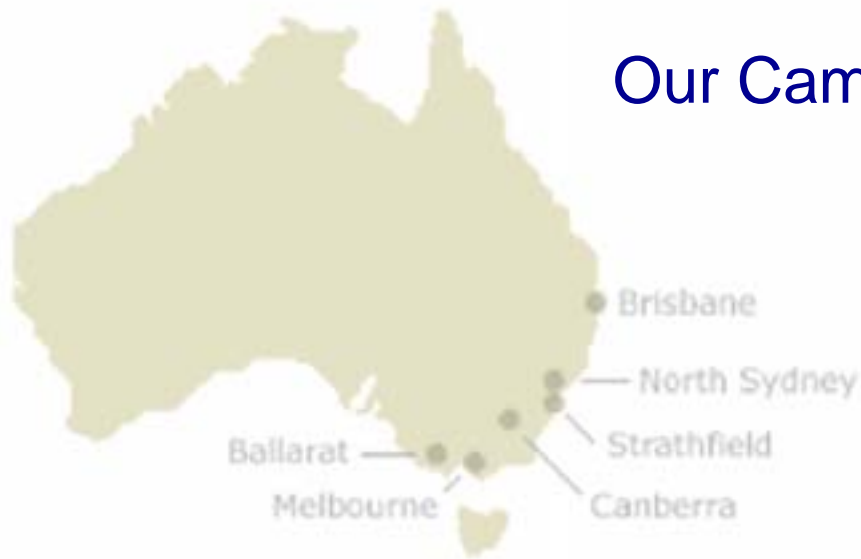 Our Cam
Brisbane
North Sydney
Strathfield
Ballarat
Melbourne
Canberra